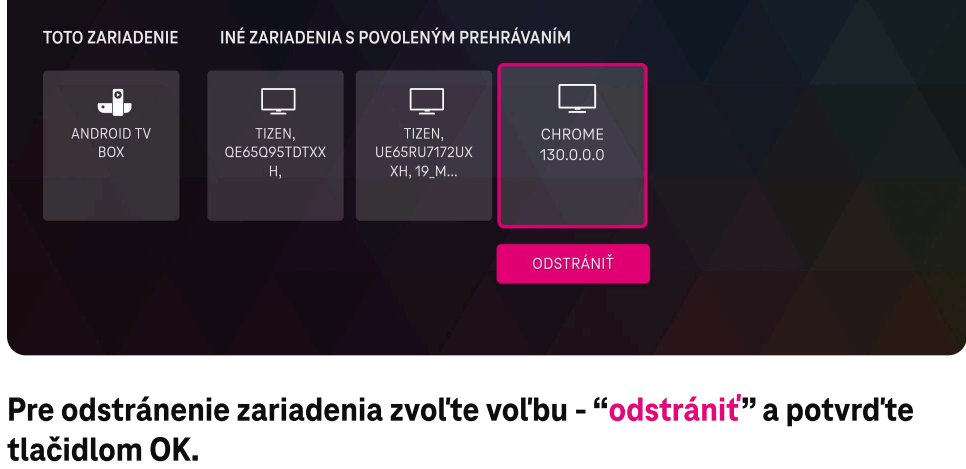 TOTO ZARIADENIE
INÉ ZARIADENIA S POVOLENÝM PREHRÁVANÍM
ANDROID TV
BOX
TIZEN,
QE65Q95TDTXX
H,
TIZEN,
UE65RU7172UX
XH, 19_M...
CHROME
130.0.0.0
ODSTRÁNIŤ
Pre odstránenie zariadenia zvoľte voľbu - “odstrániť” a potvrďte
tlačidlom OK.